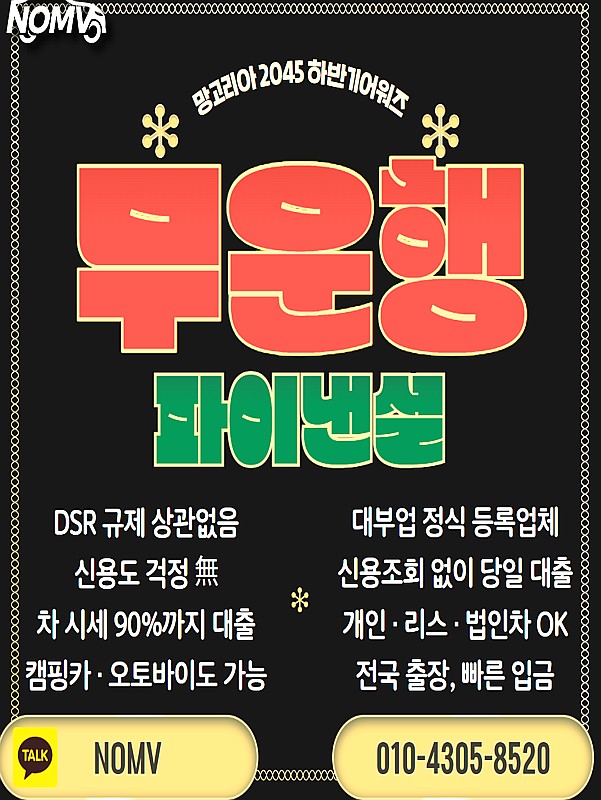 NOMV
망고리아 2045 하반기어워즈
무운행
파이낸셜
DSR 규제 상관없음
신용도 걱정 無
차 시세 90%까지 대출
캠핑카 · 오토바이도 가능
대부업 정식 등록업체
신용조회 없이 당일 대출
개인 · 리스 · 법인차 OK
전국 출장, 빠른 입금
TALK
NOMV
010-4305-8520